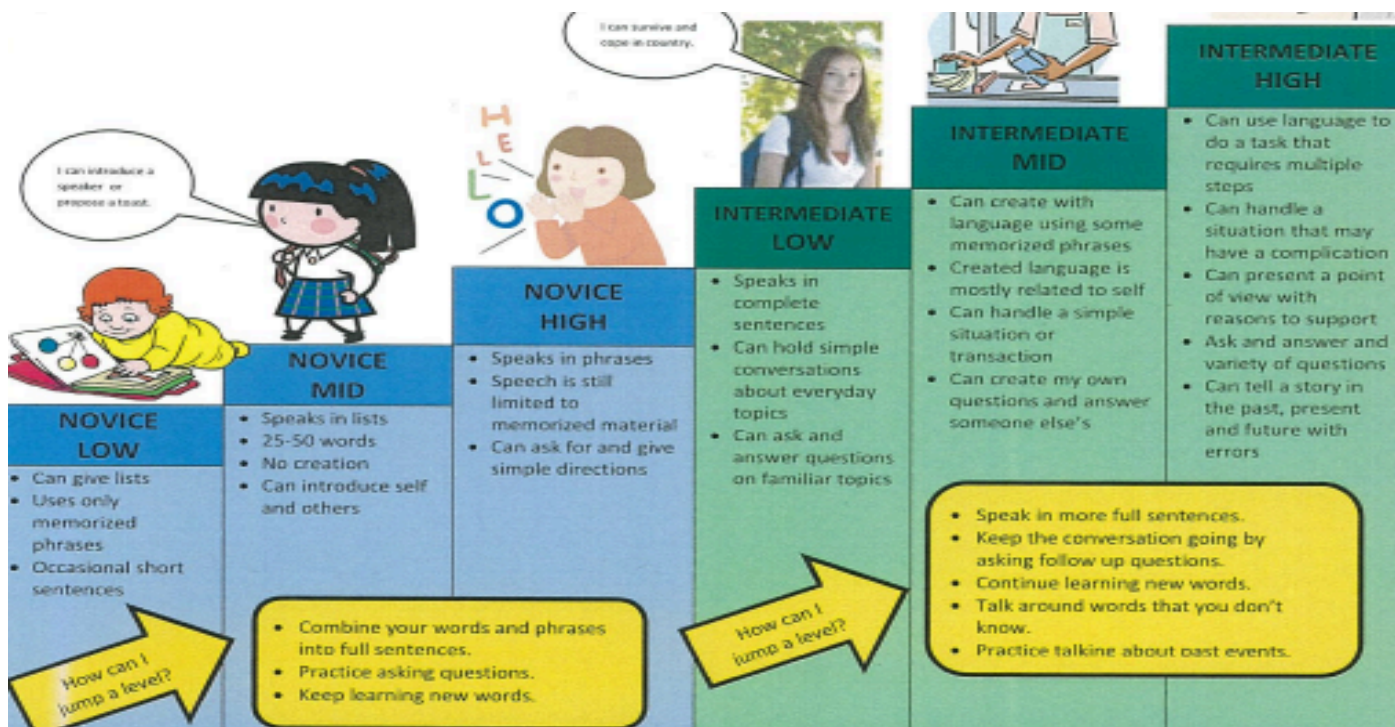 I can introduce a
speaker or
propose a toast.
H
E
L
L
O
I can survive and
cope in country.
NOVICE
LOW
• Can give lists
• Uses only
memorized
phrases
• Occasional short
sentences
NOVICE
MID
• Speaks in lists
• 25-50 words
• No creation
• Can introduce self
and others
NOVICE
HIGH
• Speaks in phrases
• Speech is still
limited to
memorized material
• Can ask for and give
simple directions
INTERMEDIATE
LOW
• Speaks in
complete
sentences
• Can hold simple
conversations
about everyday
topics
• Can ask and
answer questions
on familiar topics
INTERMEDIATE
MID
• Can create with
language using some
memorized phrases
• Created language is
mostly related to self
• Can handle a simple
situation or
transaction
• Can create my own
questions and answer
someone else's
INTERMEDIATE
HIGH
• Can use language to
do a task that
requires multiple
steps
• Can handle a
situation that may
have a complication
• Can present a point
of view with
reasons to support
• Ask and answer and
variety of questions
• Can tell a story in
the past, present
and future with
errors
How can I
jump a level?
• Combine your words and phrases
into full sentences.
• Practice asking questions.
• Keep learning new words.
How can I
jump a level?
• Speak in more full sentences.
• Keep the conversation going by
asking follow up questions.
• Continue learning new words.
• Talk around words that you don't
know.
• Practice talking about past events.